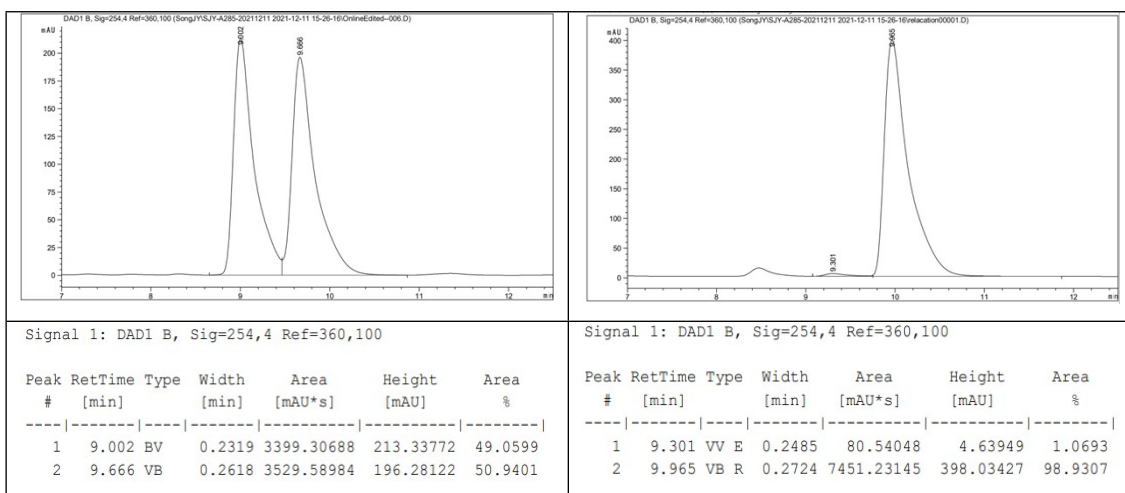 DAD1 B, Sig=254,4 Ref=360,100 (SongJY\SJY-A285-20211211 2021-12-11 15-26-16\OnlineEdited--006.D)
mAU
9.002
9.666
200
175
150
125
100
75
50
25
0
7 8 9 10 11 12 min
DAD1 B, Sig=254,4 Ref=360,100 (SongJY\SJY-A285-20211211 2021-12-11 15-26-16\relacation00001.D)
mAU
9.965
400
350
300
250
200
150
100
50
0
9.301
7 8 9 10 11 12 min
Signal 1: DAD1 B, Sig=254,4 Ref=360,100
Peak RetTime Type Width Area Height Area
# [min] [min] [mAU*s] [mAU] %
----|-------|----|-------|----------|----------|--------|
1 9.002 BV 0.2319 3399.30688 213.33772 49.0599
2 9.666 VB 0.2618 3529.58984 196.28122 50.9401
Signal 1: DAD1 B, Sig=254,4 Ref=360,100
Peak RetTime Type Width Area Height Area
# [min] [min] [mAU*s] [mAU] %
----|-------|----|-------|----------|----------|--------|
1 9.301 VV E 0.2485 80.54048 4.63949 1.0693
2 9.965 VB R 0.2724 7451.23145 398.03427 98.9307